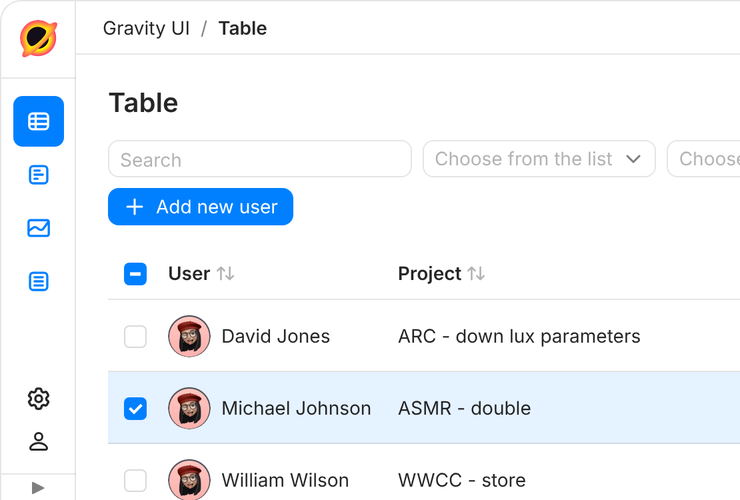 Gravity UI / Table
Table
Search
Choose from the list
Choose
Add new user
User
Project
David Jones
ARC - down lux parameters
Michael Johnson
ASMR - double
William Wilson
WWCC - store